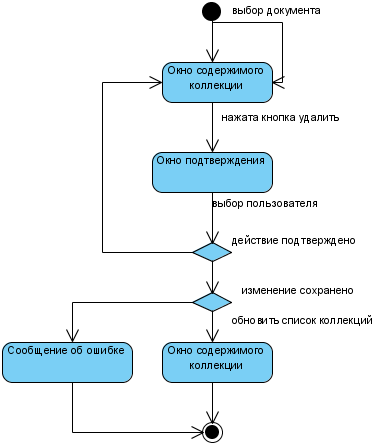 выбор документа
Окно содержимого
коллекции
нажата кнопка удалить
Окно подтверждения
выбор пользователя
действие подтверждено
изменение сохранено
обновить список коллекций
Сообщение об ошибке
Окно содержимого
коллекции